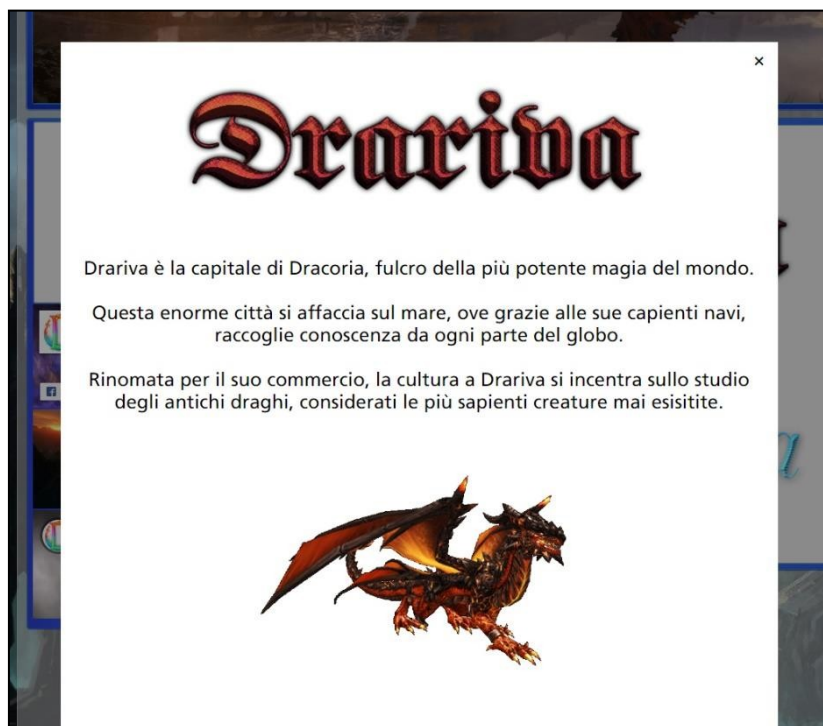 ×
Drariva
Drariva è la capitale di Dracoria, fulcro della più potente magia del mondo.
Questa enorme città si affaccia sul mare, ove grazie alle sue capienti navi,
raccoglie conoscenza da ogni parte del globo.
Rinomata per il suo commercio, la cultura a Drariva si incentra sullo studio
degli antichi draghi, considerati le più sapienti creature mai esisitite.